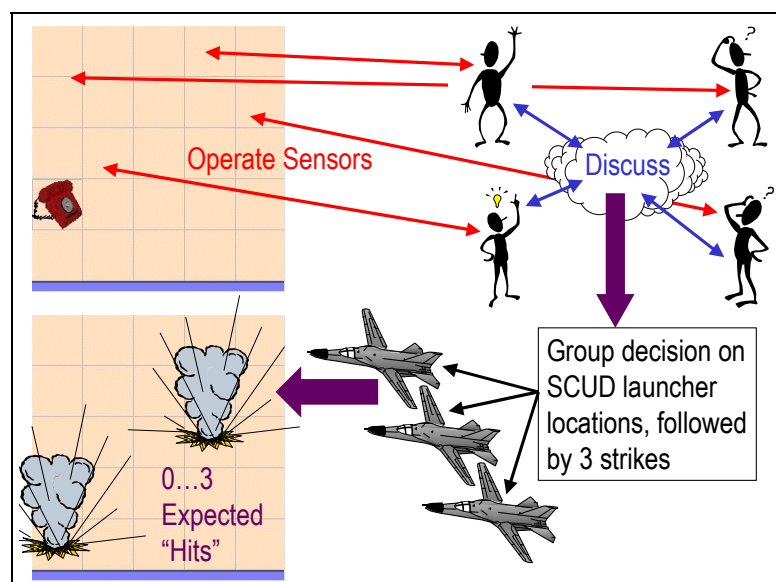 ?
Operate Sensors
Discuss
?
Group decision on
SCUD launcher
locations, followed
by 3 strikes
0…3
Expected
“Hits”